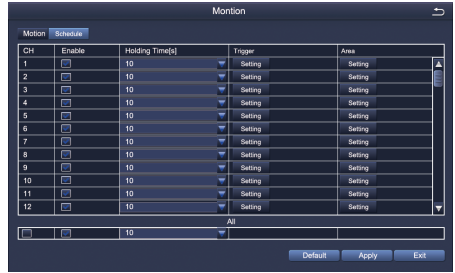 Montion
Motion Schedule
CH Enable Holding Time[s] Trigger Area
1 10 Setting Setting
2 10 Setting Setting
3 10 Setting Setting
4 10 Setting Setting
5 10 Setting Setting
6 10 Setting Setting
7 10 Setting Setting
8 10 Setting Setting
9 10 Setting Setting
10 10 Setting Setting
11 10 Setting Setting
12 10 Setting Setting
All
10
Default Apply Exit